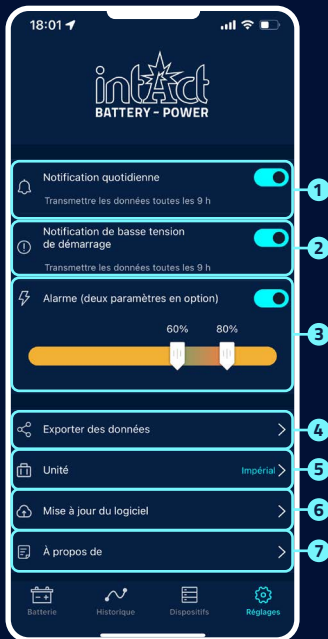 18:01
intAct
BATTERY - POWER
Notification quotidienne
Transmettre les données toutes les 9 h
1
Notification de basse tension
de démarrage
Transmettre les données toutes les 9 h
2
Alarme (deux paramètres en option)
60% 80%
3
Exporter des données
4
Unité Impérial
5
Mise à jour du logiciel
6
À propos de
7
Batterie Historique Dispositifs Réglages